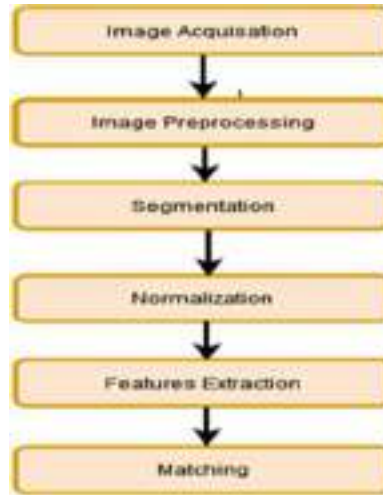 Image Acquisation
Image Preprocessing
Segmentation
Normalization
Features Extraction
Matching